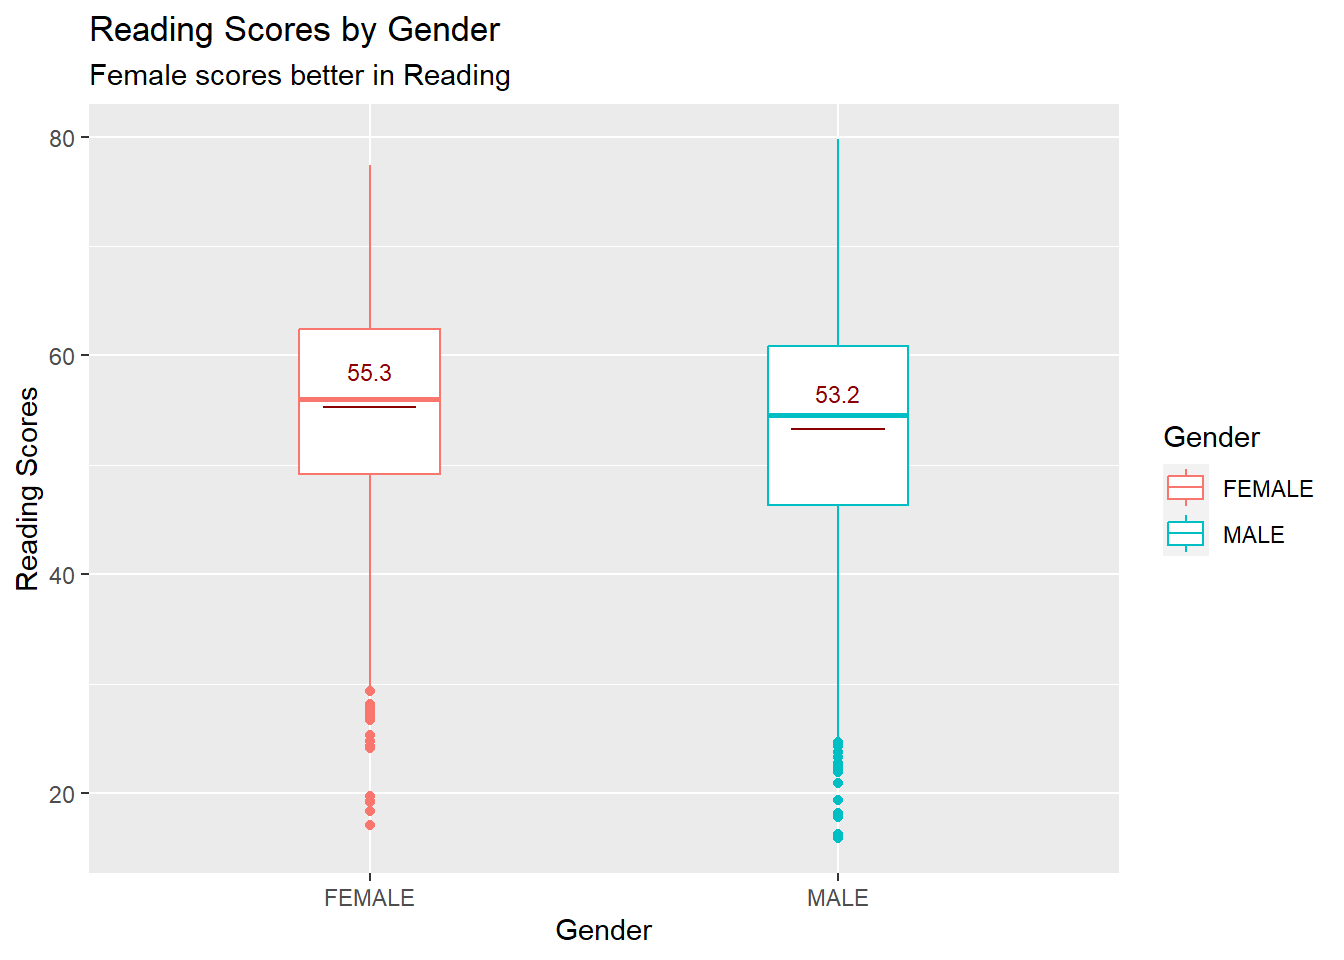 Reading Scores by Gender
Female scores better in Reading
Reading Scores
80
60
40
20
55.3
53.2
FEMALE
MALE
Gender
Gender
FEMALE
MALE